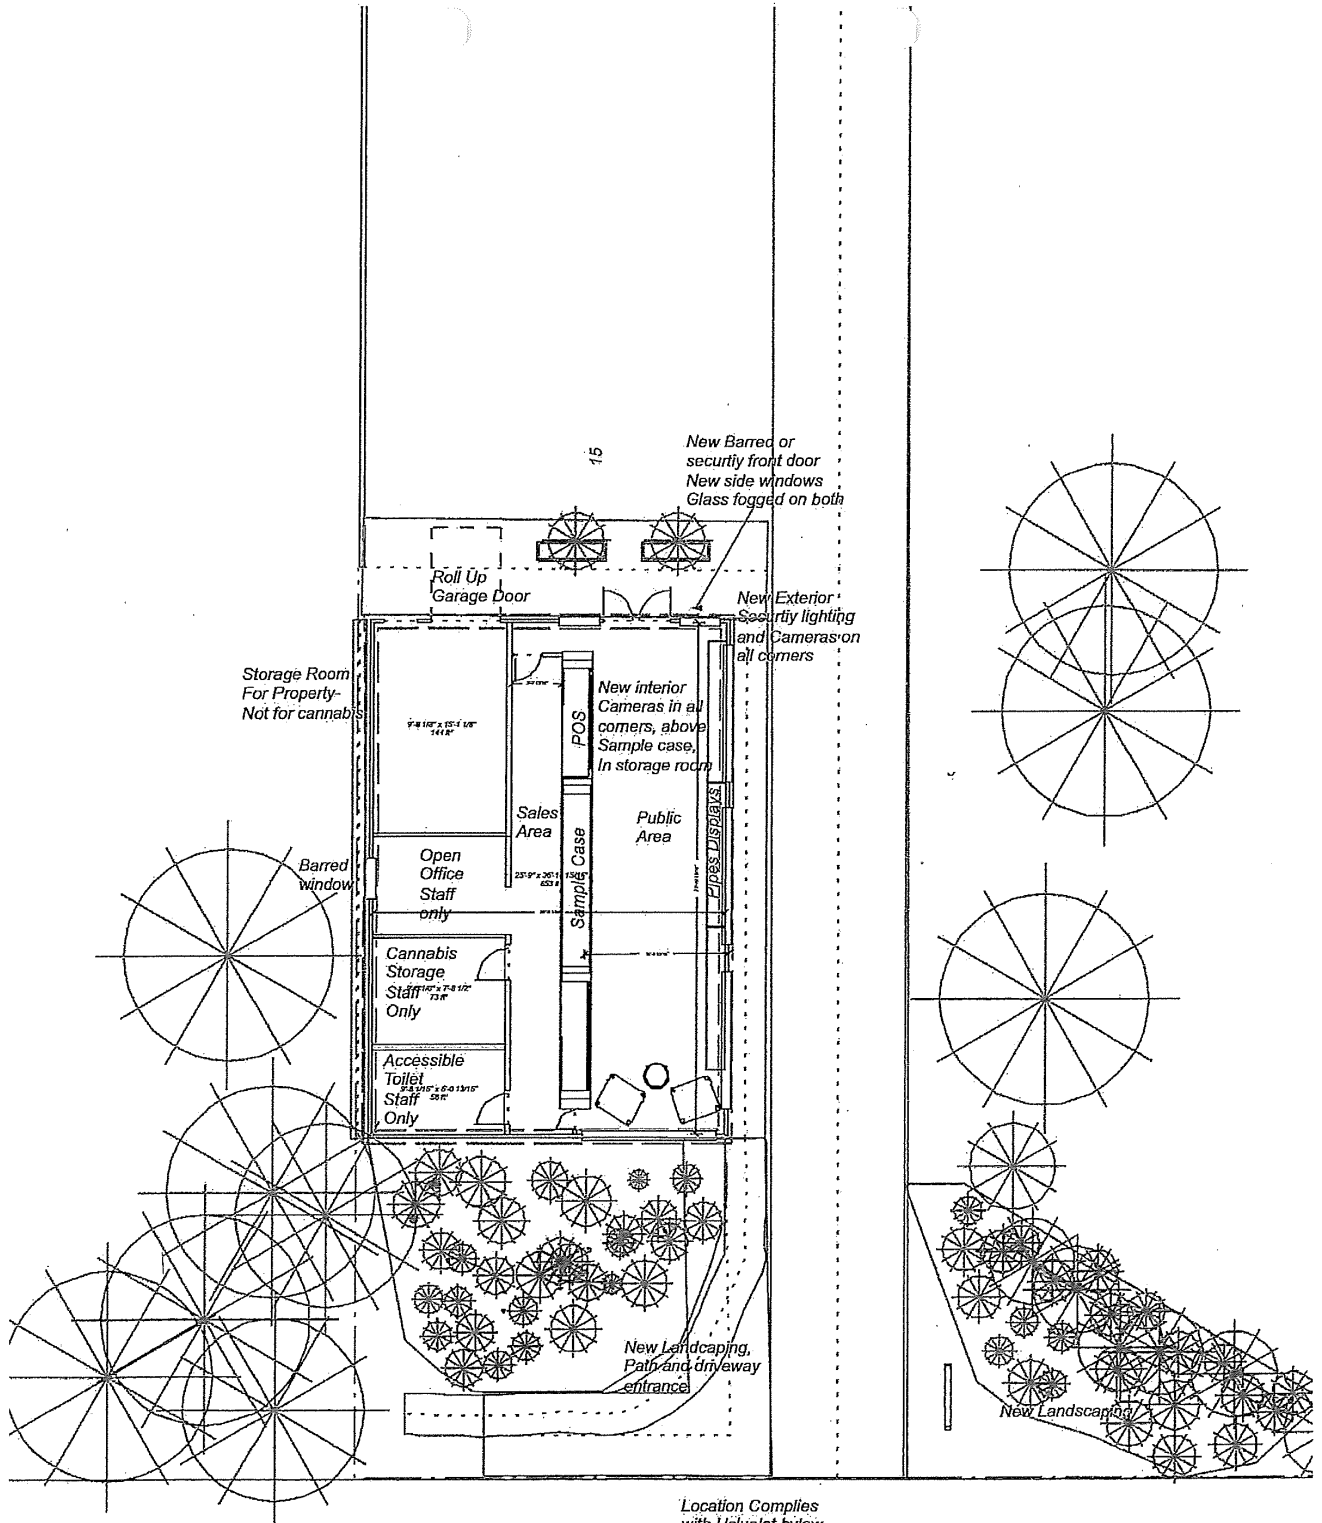 15
New Barred or
securtiy front door
New side windows
Glass fogged on both
Roll Up
Garage Door
New Exterior
Securtiy lighting
and Cameras on
all corners
Storage Room
For Property-
Not for cannabis
New interior
Cameras in all
corners, above
Sample case,
In storage room
POS
Sales
Area
Public
Area
Pipes Displays
Sample Case
Barred
window
Open
Office
Staff
only
Cannabis
Storage
Staff
Only
Accessible
Toilet
Staff
Only
New Landcaping,
Path and driveway
entrance
New Landscaping
Location Complies